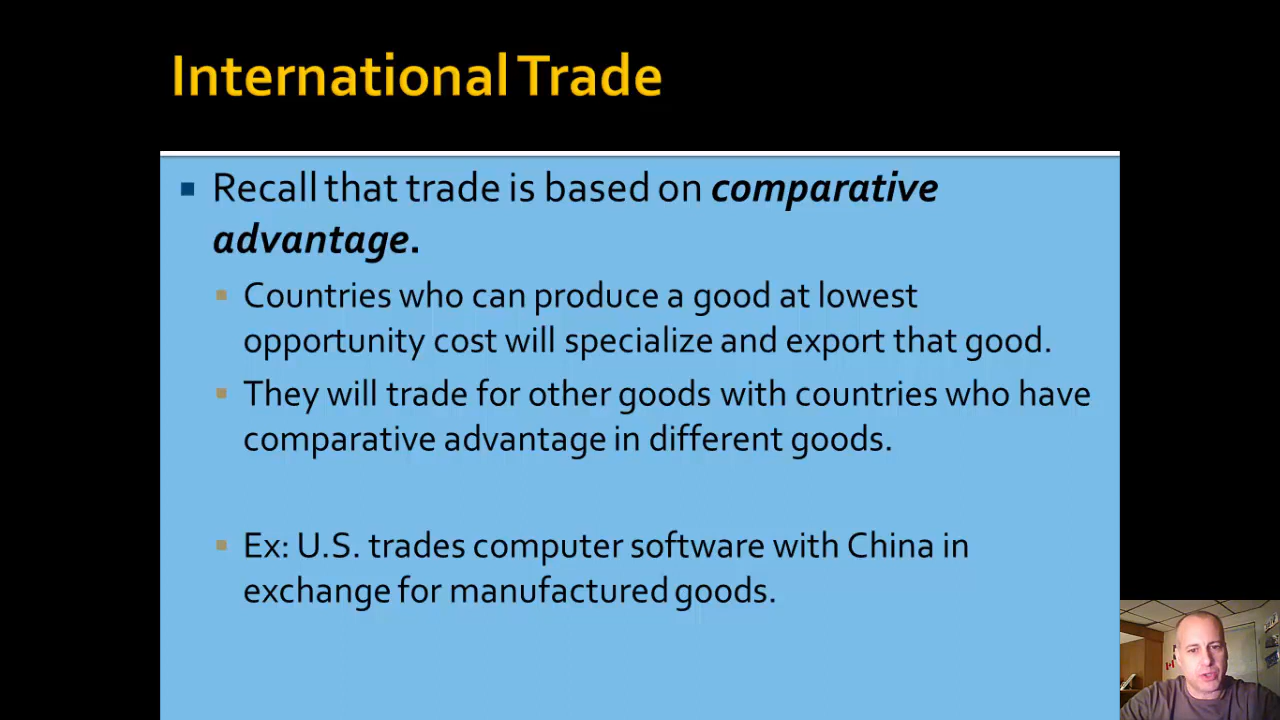 International Trade
Recall that trade is based on comparative
advantage.
Countries who can produce a good at lowest
opportunity cost will specialize and export that good.
They will trade for other goods with countries who have
comparative advantage in different goods.
Ex: U.S. trades computer software with China in
exchange for manufactured goods.